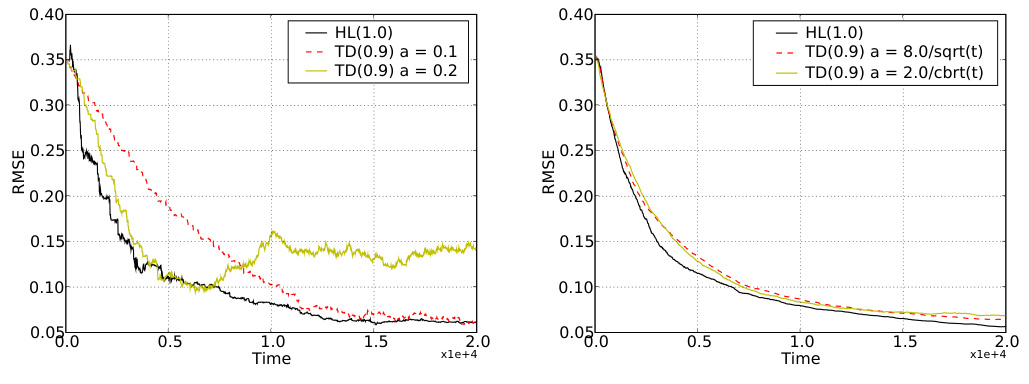 0.40
0.35
0.30
0.25
0.20
0.15
0.10
0.05
RMSE
HL(1.0)
TD(0.9) a = 0.1
TD(0.9) a = 0.2
0.0
0.5
1.0
1.5
2.0
Time
x1e+4
0.40
0.35
0.30
0.25
0.20
0.15
0.10
0.05
RMSE
HL(1.0)
TD(0.9) a = 8.0/sqrt(t)
TD(0.9) a = 2.0/cbrt(t)
0.0
0.5
1.0
1.5
2.0
Time
x1e+4